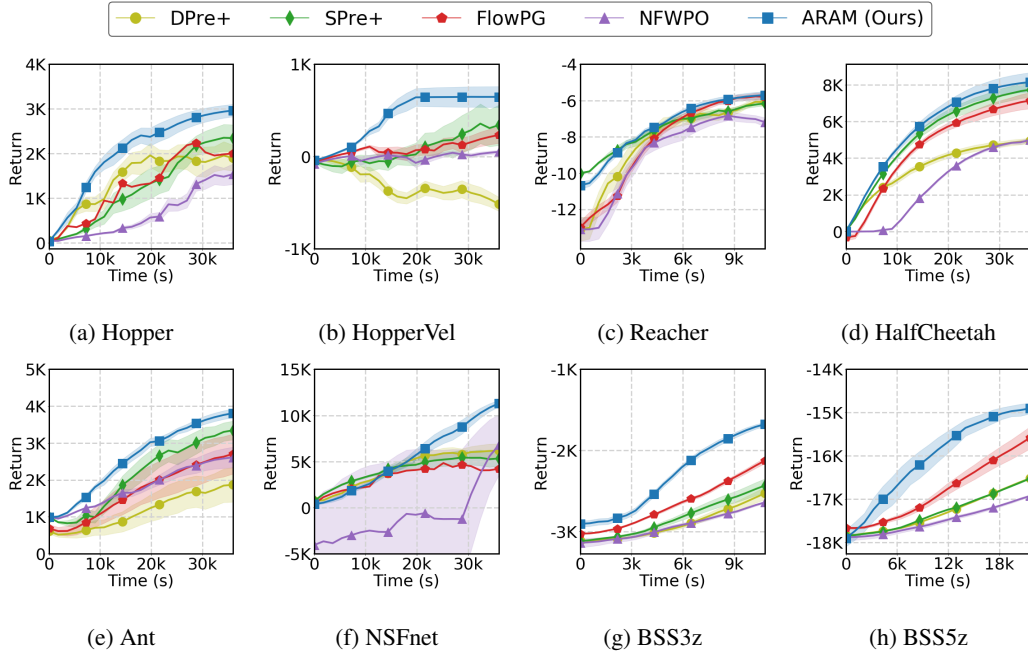 DPre+ SPre+ FlowPG NFWPO ARAM (Ours)
4K
3K
2K
1K
0
Return
0 10k 20k 30k
Time (s)
(a) Hopper
1K
0
-1K
Return
0 10k 20k 30k
Time (s)
(b) HopperVel
-4
-6
-8
-10
-12
Return
0 3k 6k 9k
Time (s)
(c) Reacher
8K
6K
4K
2K
0
Return
0 10k 20k 30k
Time (s)
(d) HalfCheetah
5K
4K
3K
2K
1K
0
Return
0 10k 20k 30k
Time (s)
(e) Ant
15K
10K
5K
0
-5K
Return
0 10k 20k 30k
Time (s)
(f) NSFnet
-1K
-2K
-3K
Return
0 3k 6k 9k
Time (s)
(g) BSS3z
-14K
-15K
-16K
-17K
-18K
Return
0 6k 12k 18k
Time (s)
(h) BSS5z